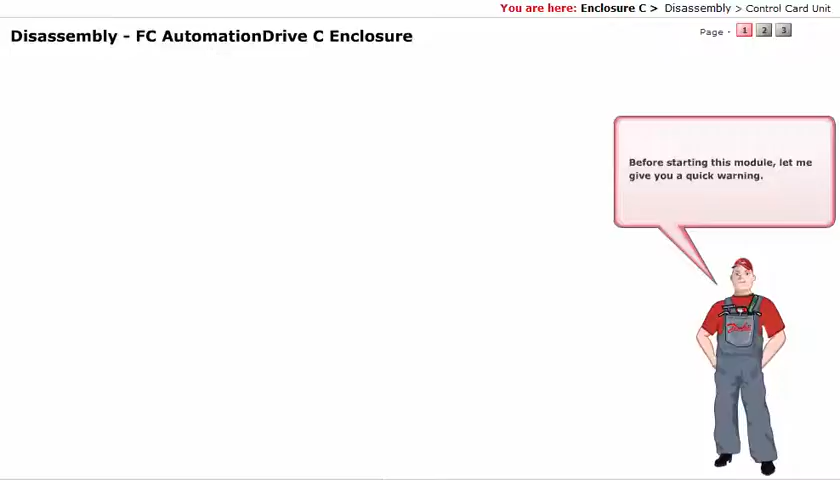 You are here: Enclosure C > Disassembly > Control Card Unit
Disassembly - FC AutomationDrive C Enclosure
Page - 1 2 3
Before starting this module, let me
give you a quick warning.
Danfoss